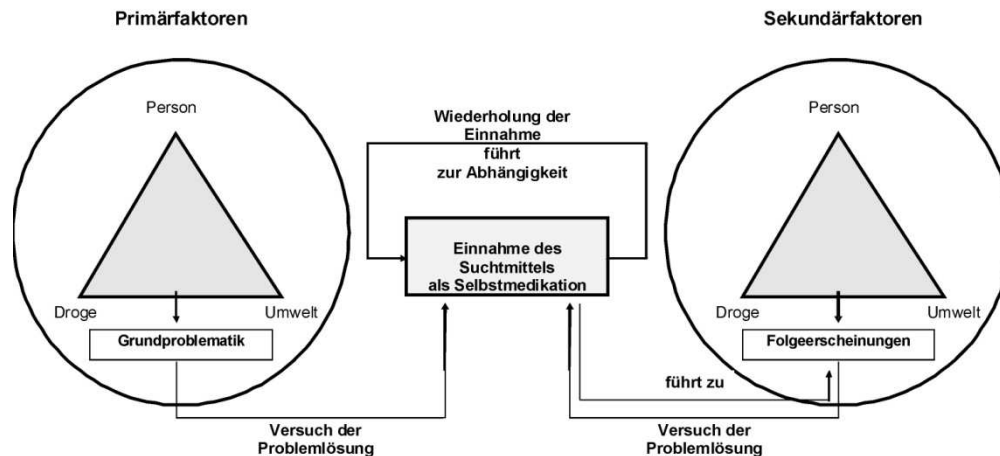 Primärfaktoren
Sekundärfaktoren
Person
Droge
Umwelt
Grundproblematik
Wiederholung der
Einnahme
führt
zur Abhängigkeit
Einnahme des
Suchtmittels
als Selbstmedikation
Person
Droge
Umwelt
Folgeerscheinungen
führt zu
Versuch der
Problemlösung
Versuch der
Problemlösung